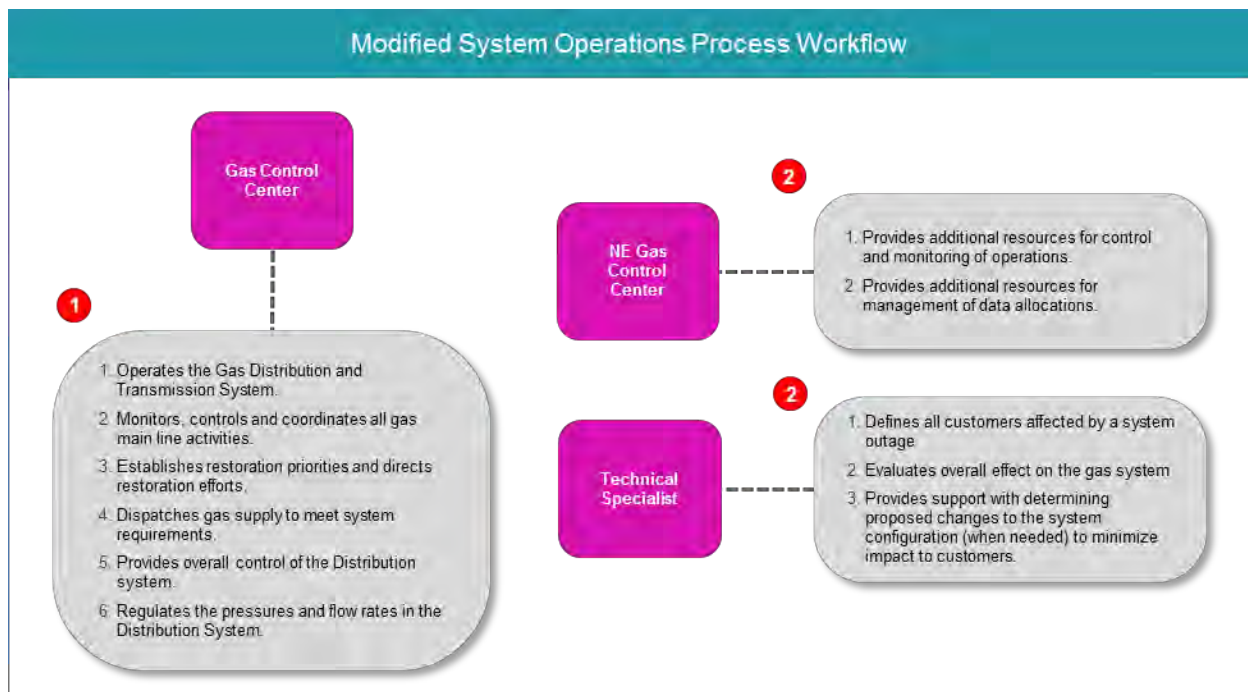 Modified System Operations Process Workflow
Gas Control
Center
1
1. Operates the Gas Distribution and
Transmission System.
2. Monitors, controls and coordinates all gas
main line activities.
3. Establishes restoration priorities and directs
restoration efforts.
4. Dispatches gas supply to meet system
requirements.
5. Provides overall control of the Distribution
system.
6. Regulates the pressures and flow rates in the
Distribution System.
NE Gas
Control
Center
2
1. Provides additional resources for control
and monitoring of operations.
2. Provides additional resources for
management of data allocations.
Technical
Specialist
2
1. Defines all customers affected by a system
outage
2. Evaluates overall effect on the gas system
3. Provides support with determining
proposed changes to the system
configuration (when needed) to minimize
impact to customers.